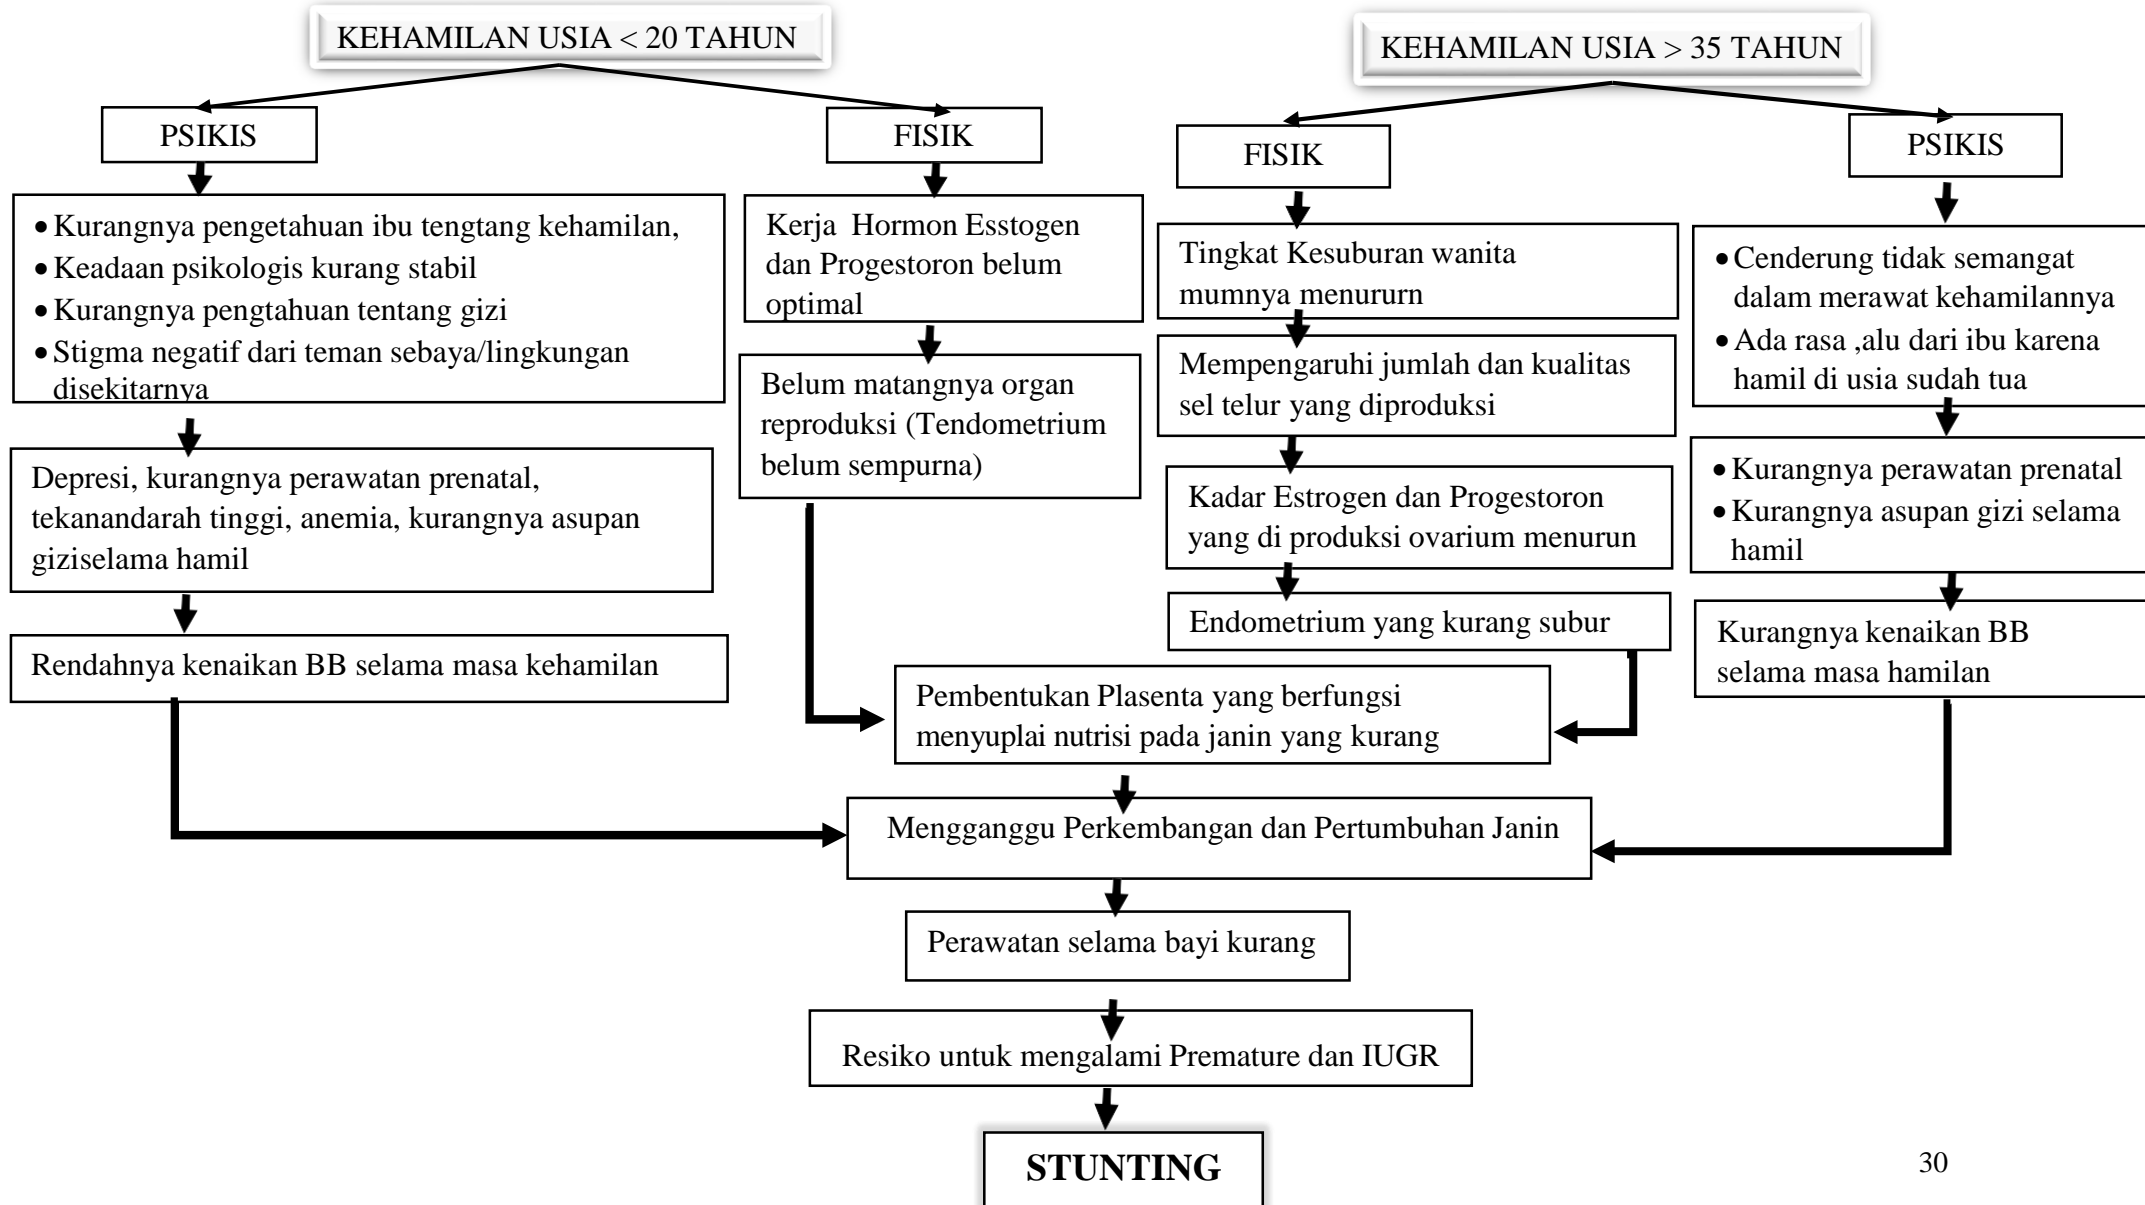 KEHAMILAN USIA < 20 TAHUN
KEHAMILAN USIA > 35 TAHUN
PSIKIS
FISIK
FISIK
PSIKIS
• Kurangnya pengetahuan ibu tengtang kehamilan,
• Keadaan psikologis kurang stabil
• Kurangnya pengtahuan tentang gizi
• Stigma negatif dari teman sebaya/lingkungan
disekitarnya
Kerja Hormon Esstogen
dan Progestoron belum
optimal
Tingkat Kesuburan wanita
mumnya menururn
• Cenderung tidak semangat
dalam merawat kehamilannya
• Ada rasa ,alu dari ibu karena
hamil di usia sudah tua
Belum matangnya organ
reproduksi (Tendometrium
belum sempurna)
Mempengaruhi jumlah dan kualitas
sel telur yang diproduksi
Depresi, kurangnya perawatan prenatal,
tekanandarah tinggi, anemia, kurangnya asupan
giziselama hamil
Kadar Estrogen dan Progestoron
yang di produksi ovarium menurun
• Kurangnya perawatan prenatal
• Kurangnya asupan gizi selama
hamil
Endometrium yang kurang subur
Rendahnya kenaikan BB selama masa kehamilan
Kurangnya kenaikan BB
selama masa hamilan
Pembentukan Plasenta yang berfungsi
menyuplai nutrisi pada janin yang kurang
Mengganggu Perkembangan dan Pertumbuhan Janin
Perawatan selama bayi kurang
Resiko untuk mengalami Premature dan IUGR
STUNTING
30